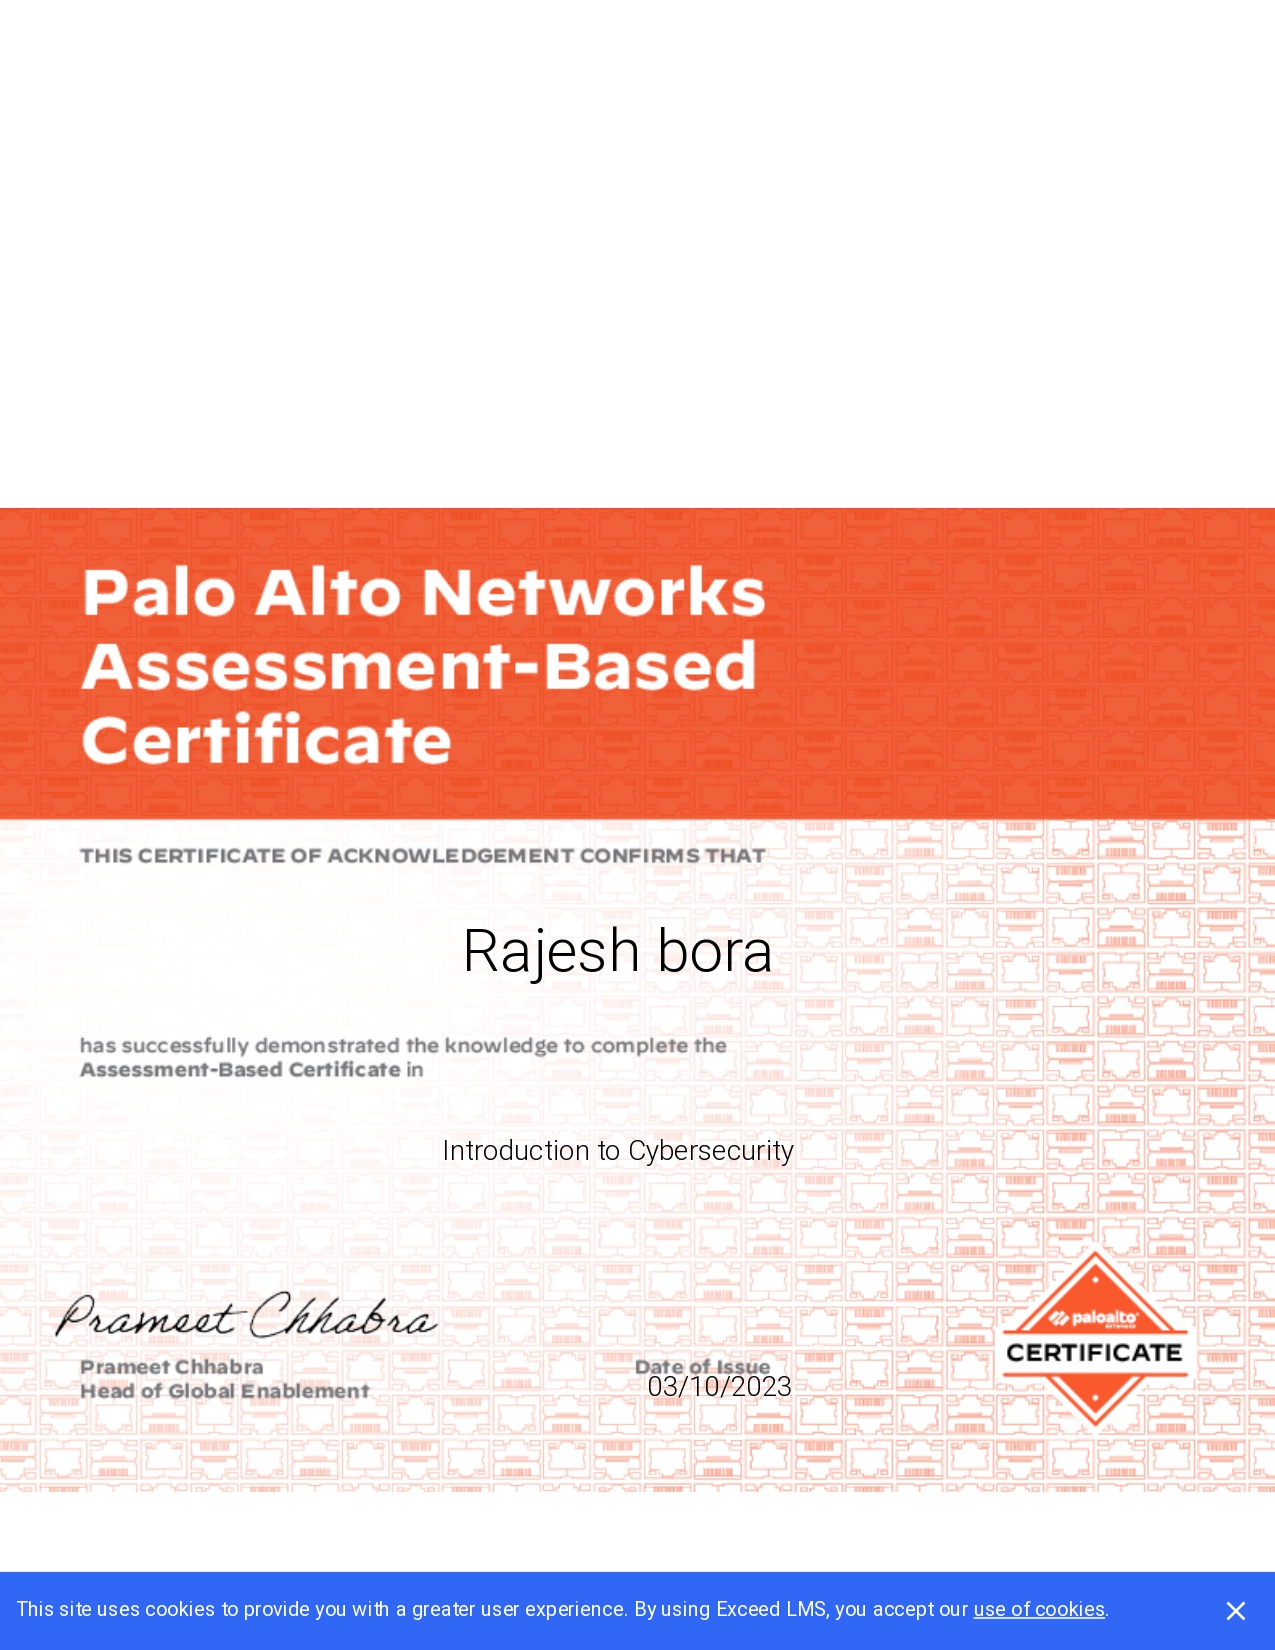 Palo Alto Networks
Assessment-Based
Certificate
THIS CERTIFICATE OF ACKNOWLEDGEMENT CONFIRMS THAT
Rajesh bora
has successfully demonstrated the knowledge to complete the
Assessment-Based Certificate in
Introduction to Cybersecurity
Prameet Chhabra
Prameet Chhabra
Head of Global Enablement
Date of Issue
03/10/2023
paloalto
NETWORKS
CERTIFICATE
This site uses cookies to provide you with a greater user experience. By using Exceed LMS, you accept our use of cookies.